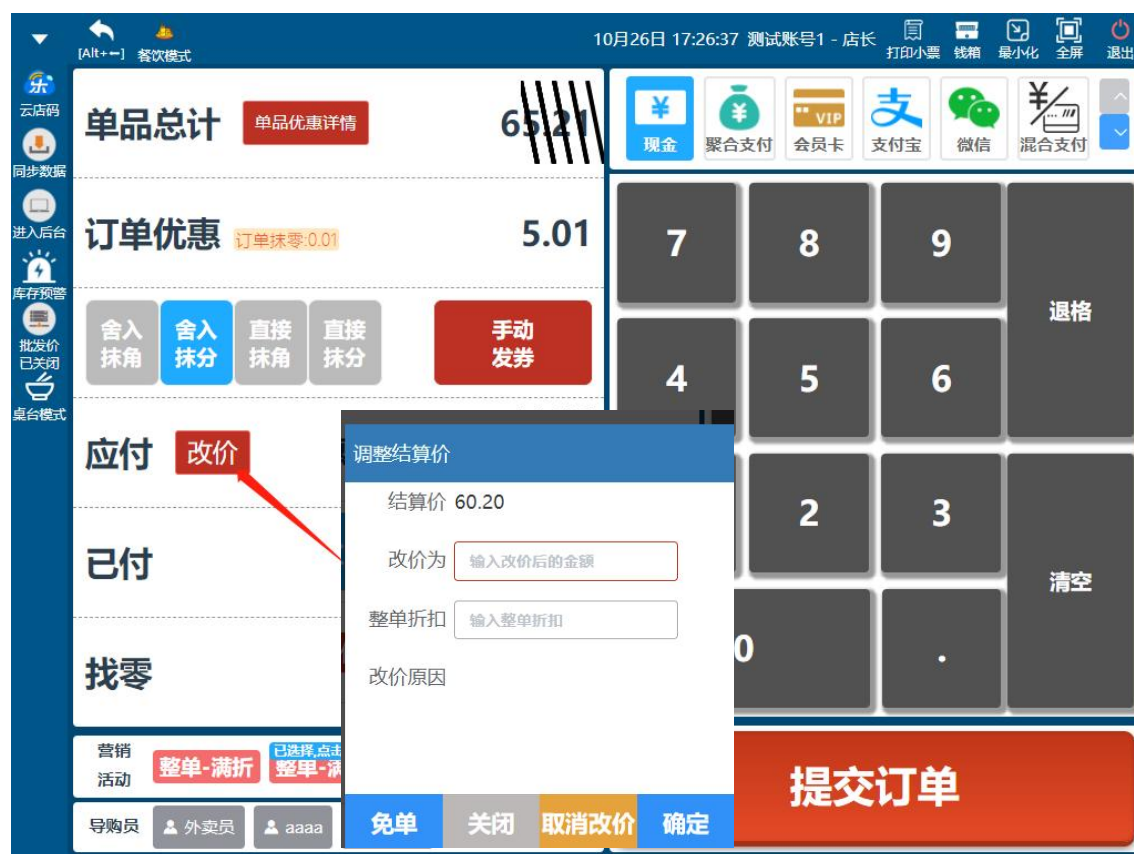 [Alt+←]
餐饮模式
10月26日 17:26:37 测试账号1 - 店长
打印小票
钱箱
最小化
全屏
退出
云店码
同步数据
进入后台
库存预警
批发价
已关闭
桌台模式
单品总计
单品优惠详情
65.21
订单优惠
订单抹零:0.01
5.01
舍入
抹角
舍入
抹分
直接
抹角
直接
抹分
手动
发券
应付
改价
已付
找零
营销
活动
整单-满折
已选择,点击
整单-满
导购员
外卖员
aaaa
调整结算价
结算价 60.20
改价为 输入改价后的金额
整单折扣 输入整单折扣
改价原因
免单
关闭
取消改价
确定
¥
现金
¥
聚合支付
VIP
会员卡
支
支付宝
微信
¥
混合支付
7
8
9
退格
4
5
6
2
3
清空
0
.
提交订单